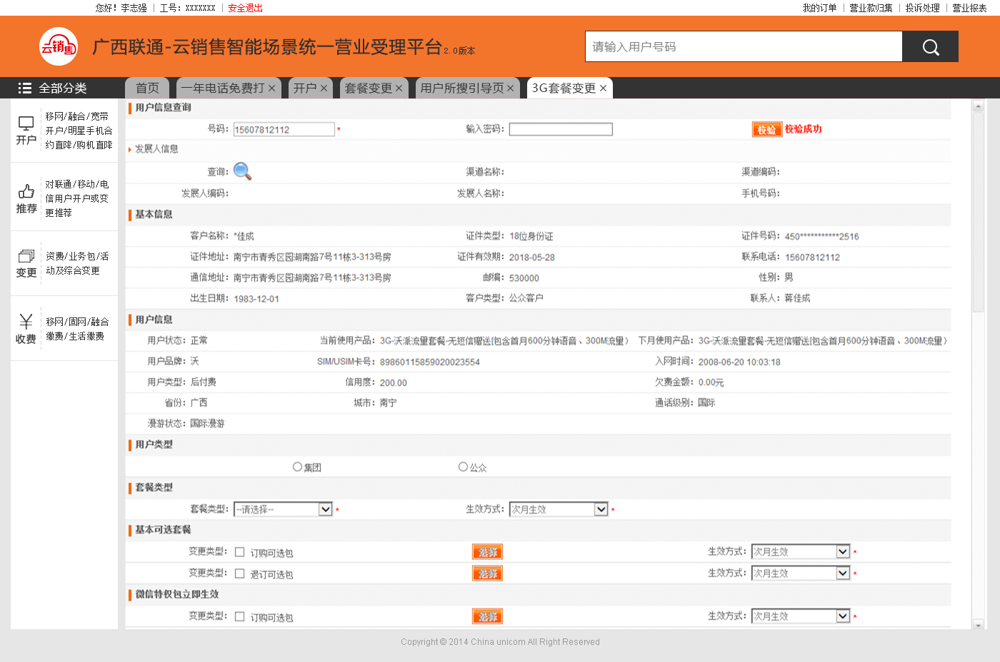 您好！李志强 | 工号：XXXXXXX | 安全退出
我的订单 | 营业款归集 | 投诉处理 | 营业报表
云销售
广西联通-云销售智能场景统一营业受理平台2.0版本
请输入用户号码
全部分类
首页 一年电话免费打× 开户× 套餐变更× 用户所搜引导页× 3G套餐变更×
开户
移网/融合/宽带
开户/明星手机合
约直降/购机直降
推荐
对联通/移动/电
信用户开户或变
更推荐
变更
资费/业务包/活
动及综合变更
收费
移网/固网/融合
缴费/生活缴费
用户信息查询
号码：15607812112 * 输入密码： 校验 校验成功
发展人信息
查询： 渠道名称： 渠道编码：
发展人编码： 发展人名称： 手机号码：
基本信息
客户名称：*佳成 证件类型：18位身份证 证件号码：450***********2516
证件地址：南宁市青秀区园湖南路7号11栋3-313号房 证件有效期：2018-05-28 联系电话：15607812112
通信地址：南宁市青秀区园湖南路7号11栋3-313号房 邮编：530000 性别：男
出生日期：1983-12-01 客户类型：公众客户 联系人：蒋佳成
用户信息
用户状态：正常 当前使用产品：3G-沃派流量套餐-无短信赠送[包含首月600分钟语音、300M流量） 下月使用产品：3G-沃派流量套餐-无短信赠送[包含首月600分钟语音、300M流量）
用户品牌：沃 SIM/USIM卡号：89860115859020023554 入网时间：2008-06-20 10:03:18
用户类型：后付费 信用度：200.00 欠费金额：0.00元
省份：广西 城市：南宁 通话级别：国际
漫游状态：国际漫游
用户类型
集团 公众
套餐类型
套餐类型：--请选择-- * 生效方式：次月生效 *
基本可选套餐
变更类型：订购可选包 选择 生效方式：次月生效 *
变更类型：退订可选包 选择 生效方式：次月生效 *
微信特权包立即生效
变更类型：订购可选包 选择 生效方式：次月生效 *
Copyright © 2014 China unicom All Right Reserved